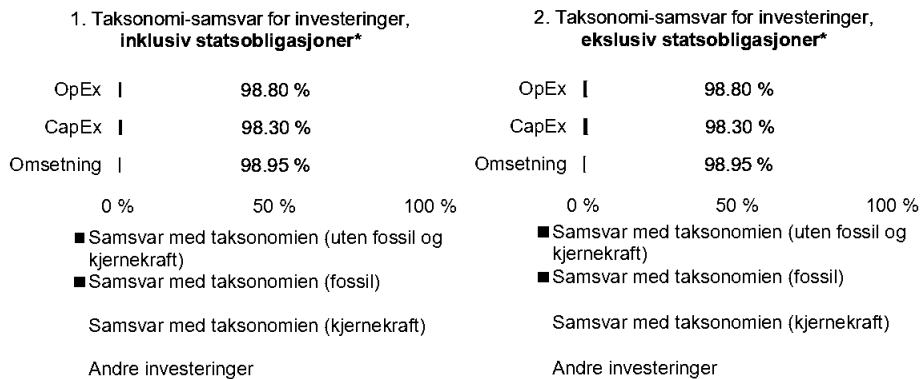 1. Taksonomi-samsvar for investeringer,
inklusiv statsobligasjoner*
OpEx 98.80 %
CapEx 98.30 %
Omsetning 98.95 %
0 % 50 % 100 %
Samsvar med taksonomien (uten fossil og
kjernekraft)
Samsvar med taksonomien (fossil)
Samsvar med taksonomien (kjernekraft)
Andre investeringer
2. Taksonomi-samsvar for investeringer,
ekslusiv statsobligasjoner*
OpEx 98.80 %
CapEx 98.30 %
Omsetning 98.95 %
0 % 50 % 100 %
Samsvar med taksonomien (uten fossil og
kjernekraft)
Samsvar med taksonomien (fossil)
Samsvar med taksonomien (kjernekraft)
Andre investeringer